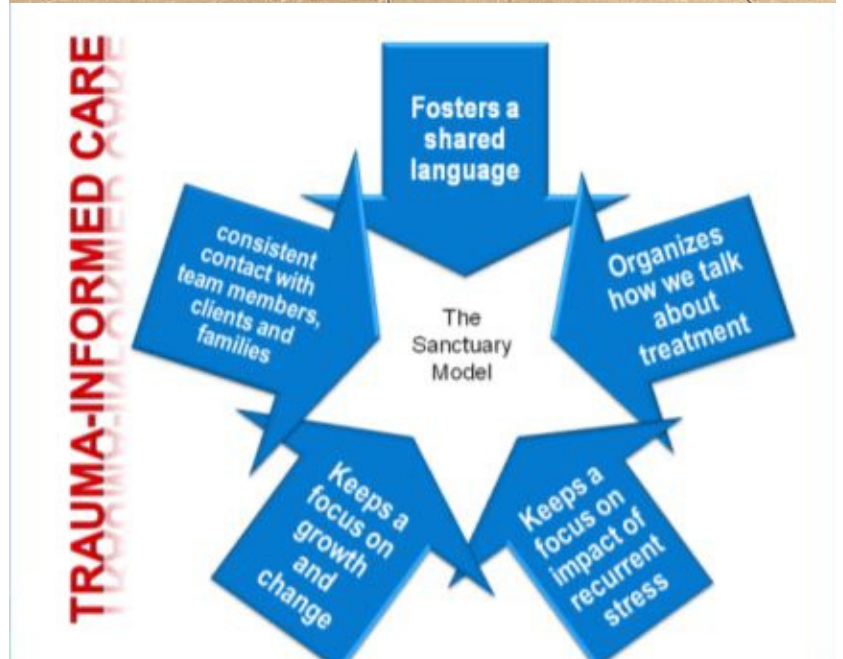 TRAUMA-INFORMED CARE
Fosters a
shared
language
Organizes
how we talk
about
treatment
Keeps a
focus on
impact of
recurrent
stress
Keeps a
focus on
growth
and
change
consistent
contact with
team members,
clients and
families
The
Sanctuary
Model